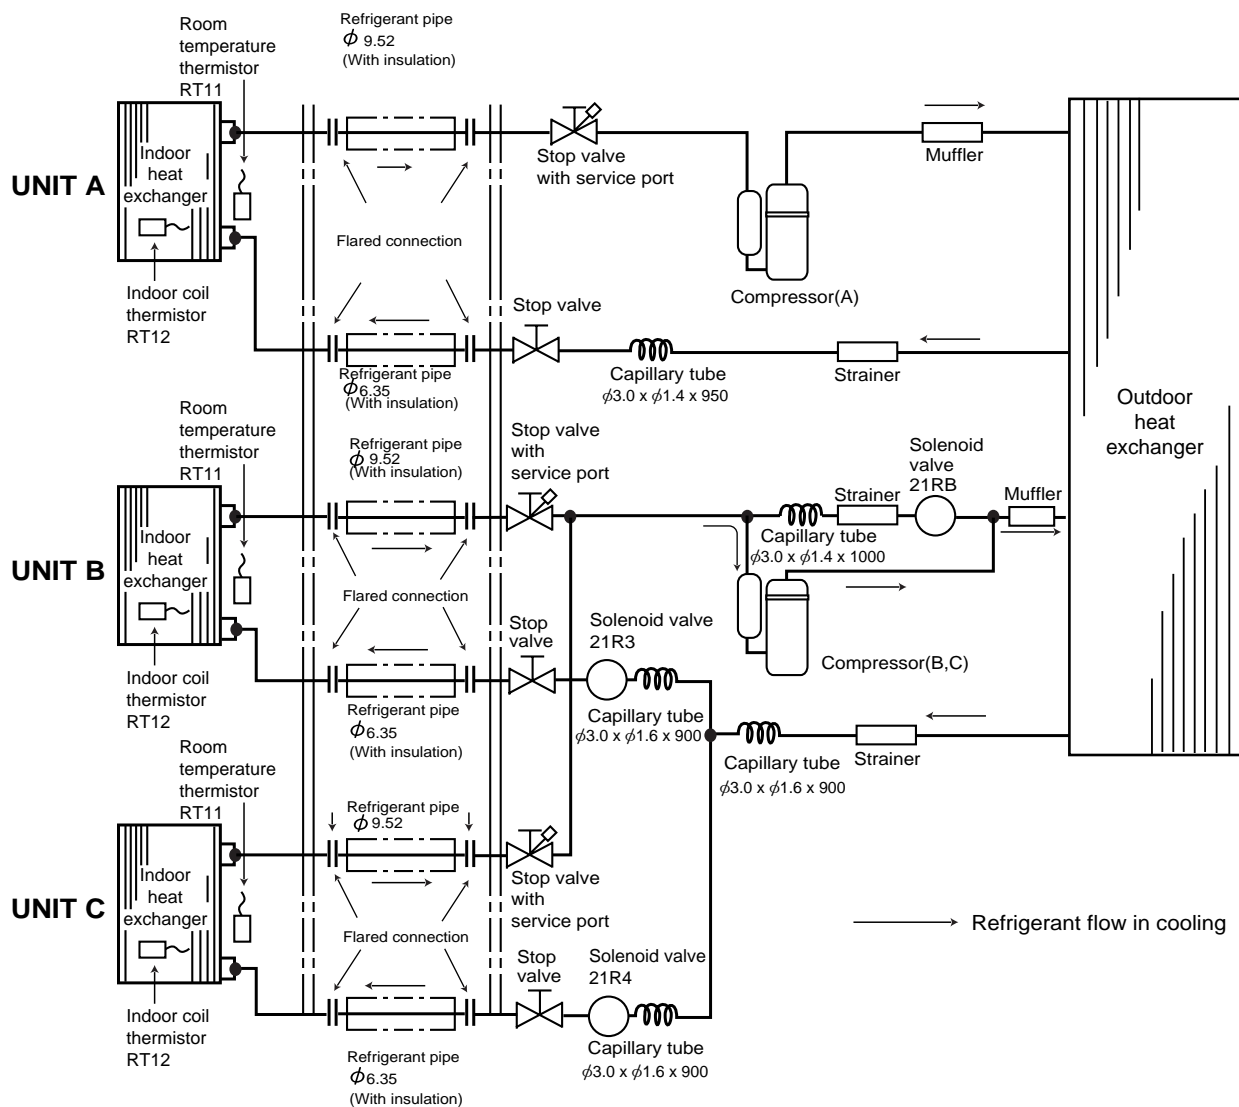 Room
temperature
thermistor
RT11
Refrigerant pipe
ϕ 9.52
(With insulation)
UNIT A
Indoor
heat
exchanger
Stop valve
with service port
Muffler
Flared connection
Compressor(A)
Indoor coil
thermistor
RT12
Stop valve
Refrigerant pipe
ϕ6.35
(With insulation)
Capillary tube
ϕ3.0 x ϕ1.4 x 950
Strainer
Outdoor
heat
exchanger
Room
temperature
thermistor
RT11
Refrigerant pipe
ϕ 9.52
(With insulation)
Stop valve
with
service port
Solenoid
valve
21RB
Strainer
Muffler
UNIT B
Indoor
heat
exchanger
Capillary tube
ϕ3.0 x ϕ1.4 x 1000
Flared connection
Stop
valve
Solenoid valve
21R3
Compressor(B,C)
Indoor coil
thermistor
RT12
Refrigerant pipe
ϕ6.35
(With insulation)
Capillary tube
ϕ3.0 x ϕ1.6 x 900
Capillary tube
ϕ3.0 x ϕ1.6 x 900
Strainer
Room
temperature
thermistor
RT11
Refrigerant pipe
ϕ 9.52
UNIT C
Indoor
heat
exchanger
Stop valve
with
service port
Flared connection
Refrigerant flow in cooling
Stop
valve
Solenoid valve
21R4
Indoor coil
thermistor
RT12
Refrigerant pipe
ϕ6.35
(With insulation)
Capillary tube
ϕ3.0 x ϕ1.6 x 900